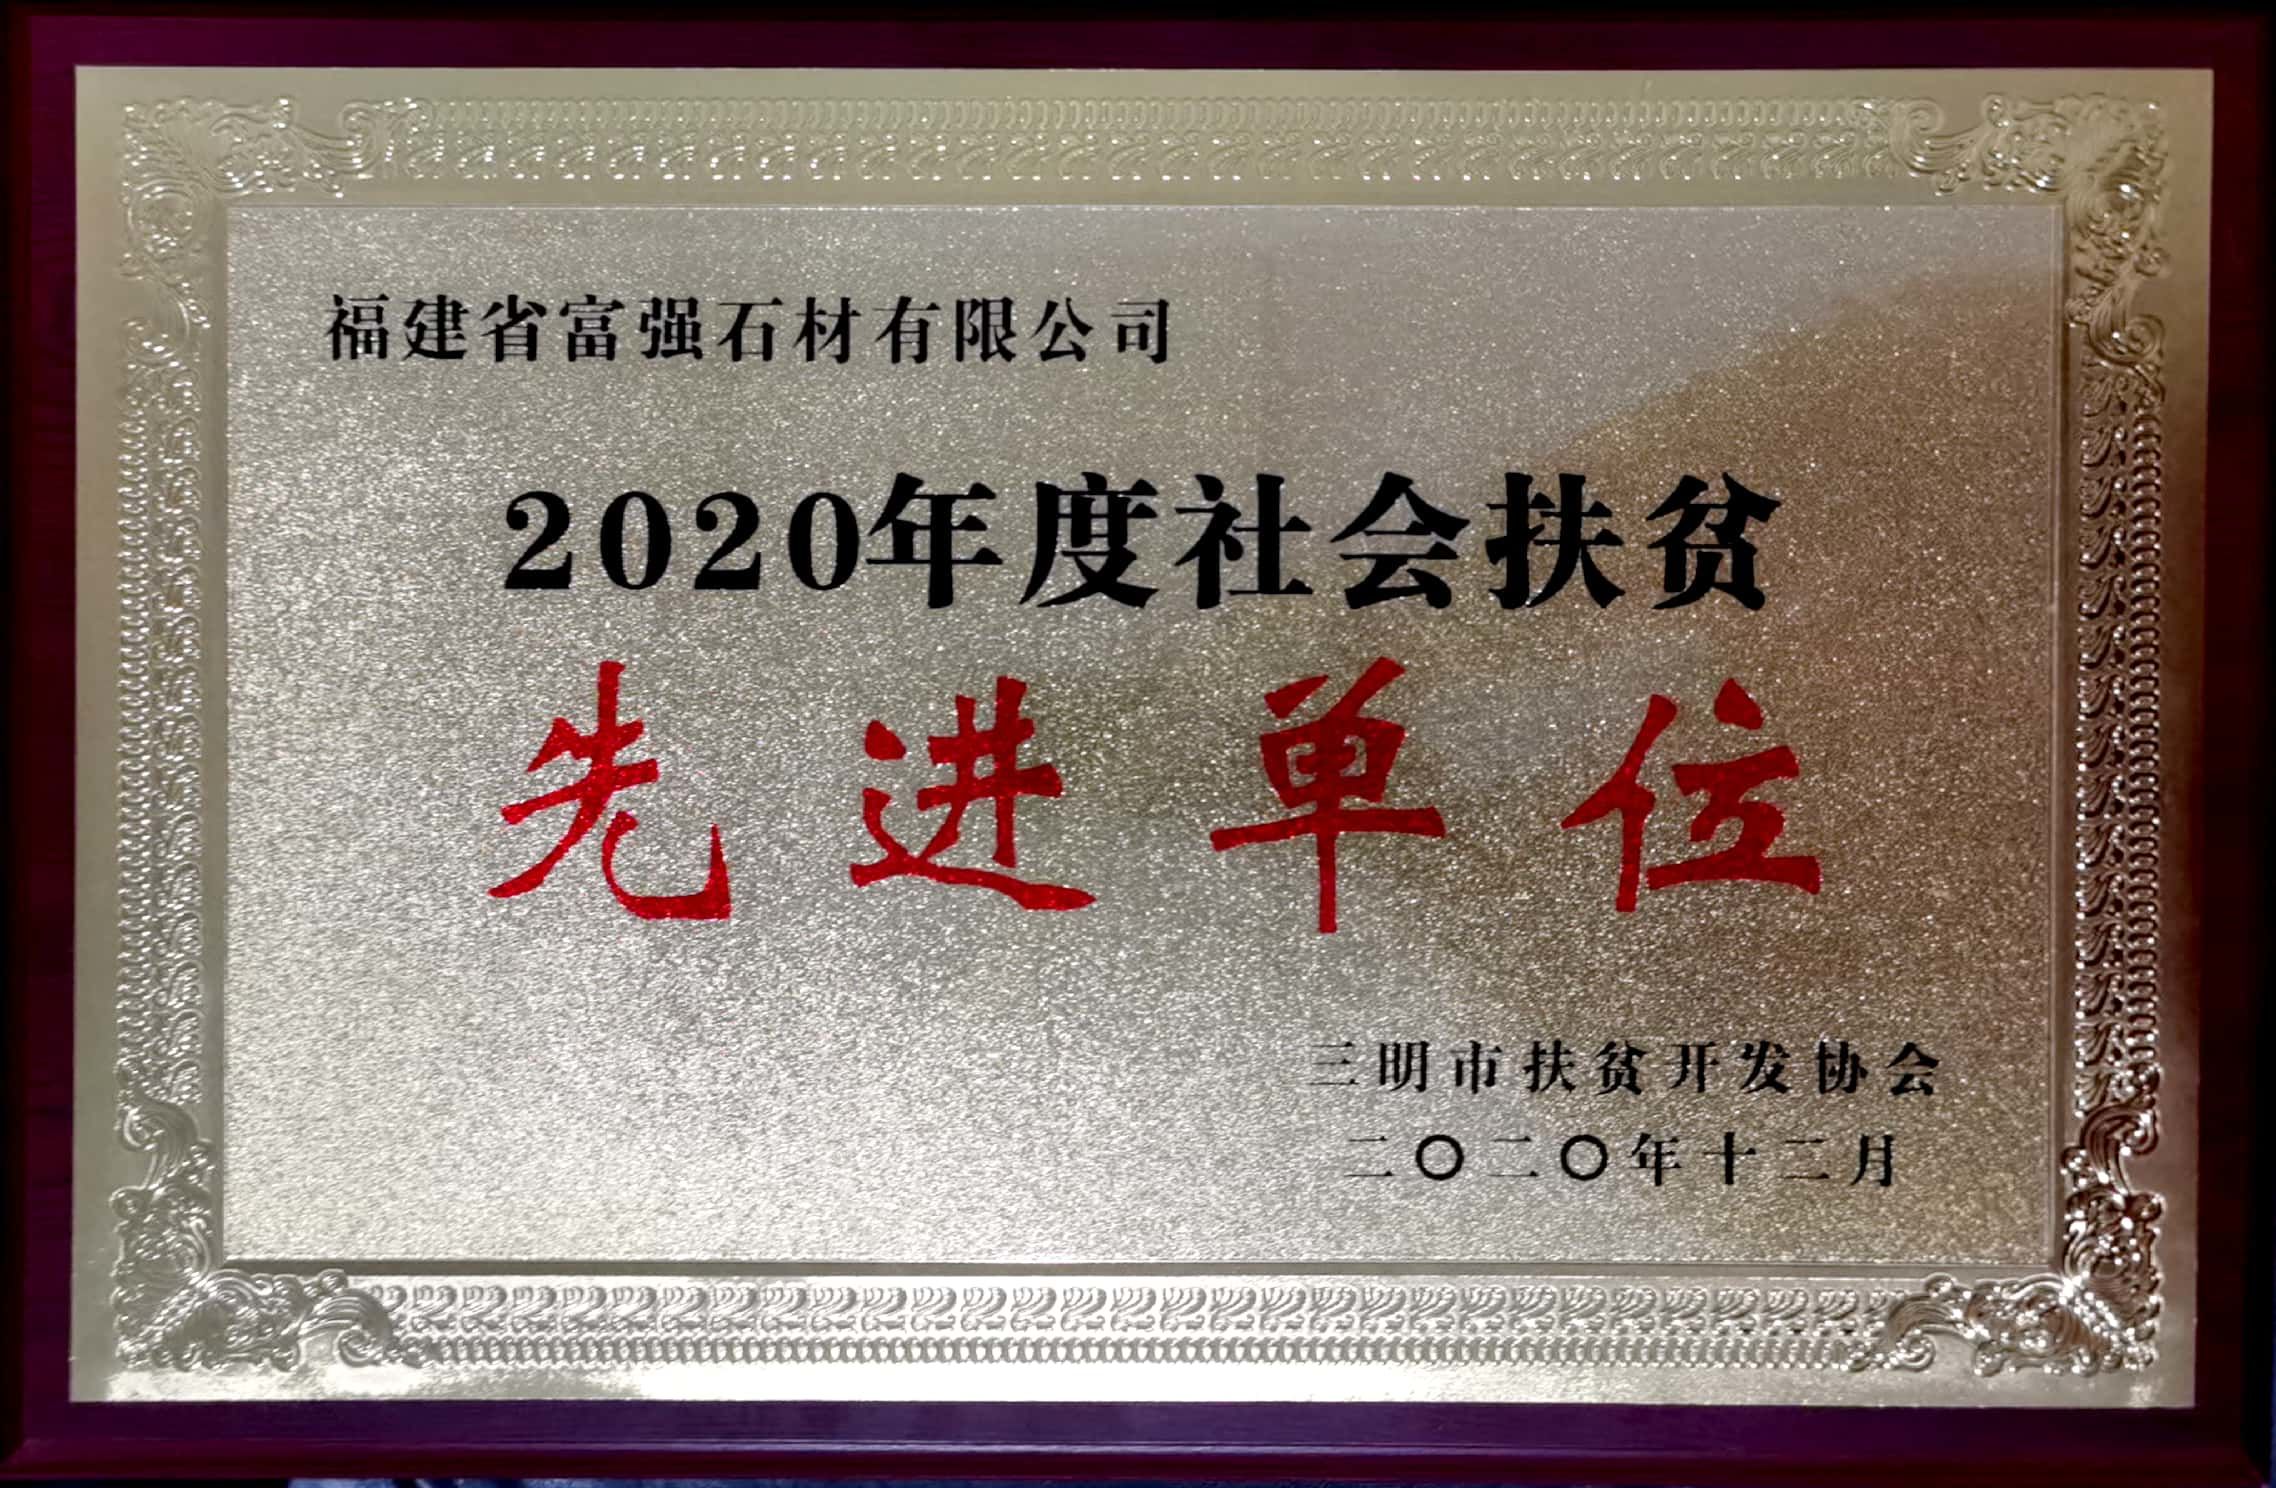 福建省富强石材有限公司
2020年度社会扶贫
先进单位
三明市扶贫开发协会
二〇二〇年十二月